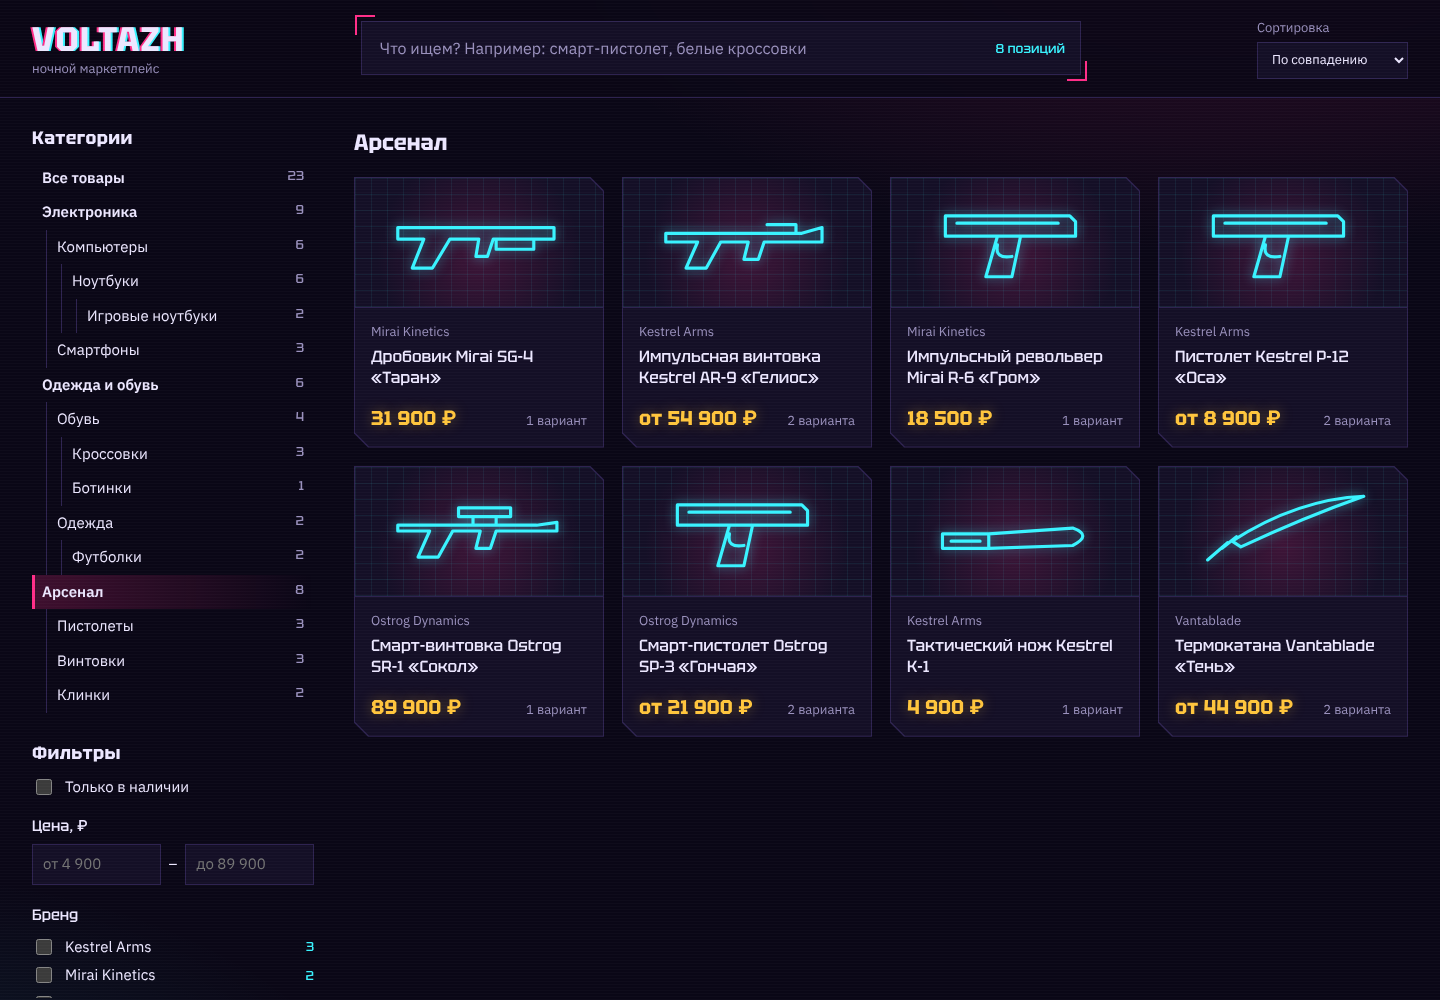 VOLTAZH
ночной маркетплейс
Что ищем? Например: смарт-пистолет, белые кроссовки
8 позиций
Сортировка
По совпадению
Категории
Все товары 23
Электроника 9
Компьютеры 6
Ноутбуки 6
Игровые ноутбуки 2
Смартфоны 3
Одежда и обувь 6
Обувь 4
Кроссовки 3
Ботинки 1
Одежда 2
Футболки 2
Арсенал 8
Пистолеты 3
Винтовки 3
Клинки 2
Фильтры
Только в наличии
Цена, ₽
от 4 900 – до 89 900
Бренд
Kestrel Arms 3
Mirai Kinetics 2
Арсенал
Mirai Kinetics
Дробовик Mirai SG-4
«Таран»
31 900 ₽ 1 вариант
Kestrel Arms
Импульсная винтовка
Kestrel AR-9 «Гелиос»
от 54 900 ₽ 2 варианта
Mirai Kinetics
Импульсный револьвер
Mirai R-6 «Гром»
18 500 ₽ 1 вариант
Kestrel Arms
Пистолет Kestrel P-12
«Оса»
от 8 900 ₽ 2 варианта
Ostrog Dynamics
Смарт-винтовка Ostrog
SR-1 «Сокол»
89 900 ₽ 1 вариант
Ostrog Dynamics
Смарт-пистолет Ostrog
SP-3 «Гончая»
от 21 900 ₽ 2 варианта
Kestrel Arms
Тактический нож Kestrel
K-1
4 900 ₽ 1 вариант
Vantablade
Термокатана Vantablade
«Тень»
от 44 900 ₽ 2 варианта